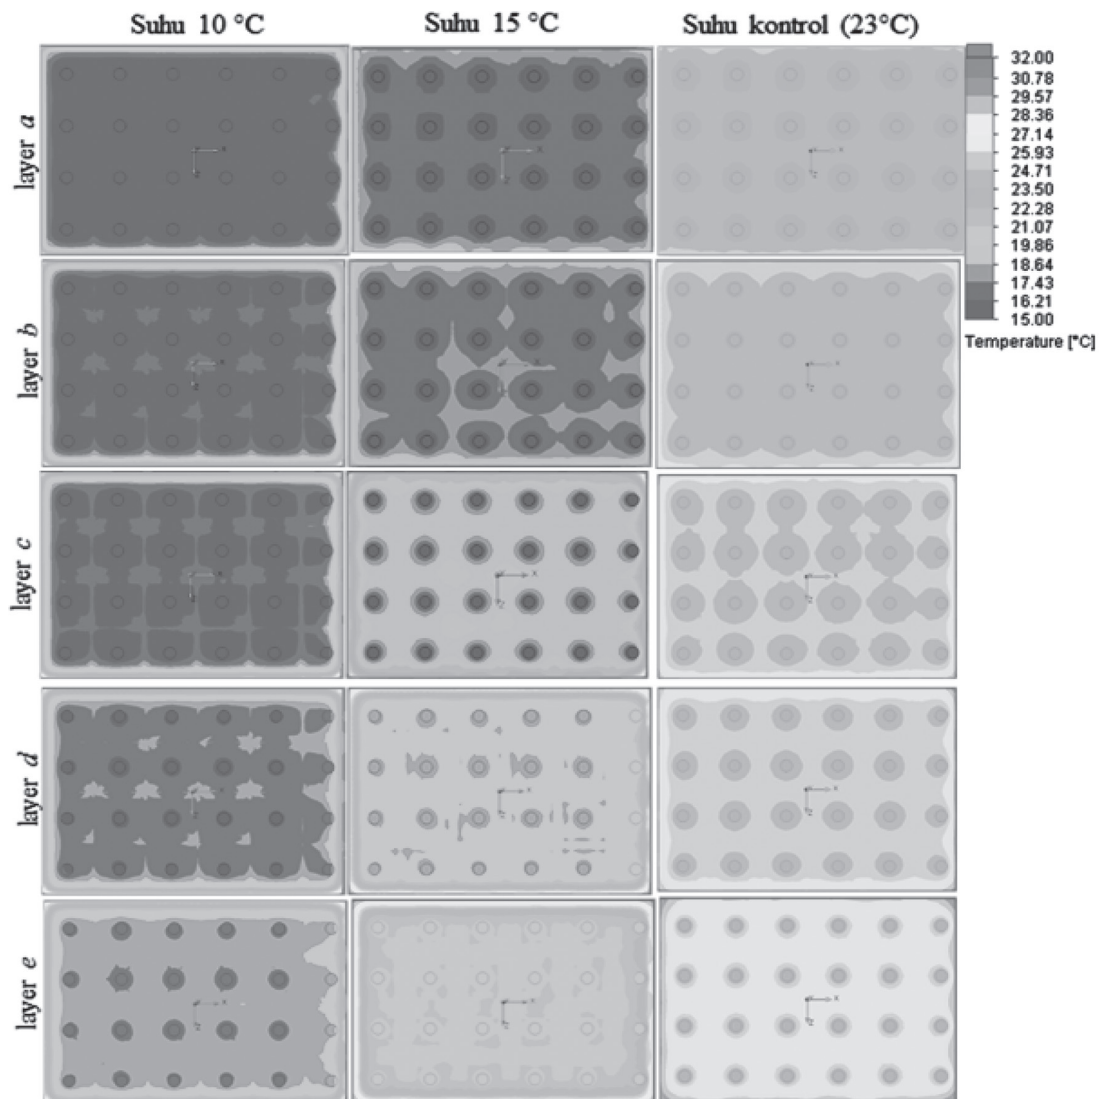 Suhu 10 °C
Suhu 15 °C
Suhu kontrol (23°C)
32.00
30.78
29.57
28.36
27.14
25.93
24.71
23.50
22.28
21.07
19.86
18.64
17.43
16.21
15.00
Temperature [°C]
layer a
layer b
layer c
layer d
layer e